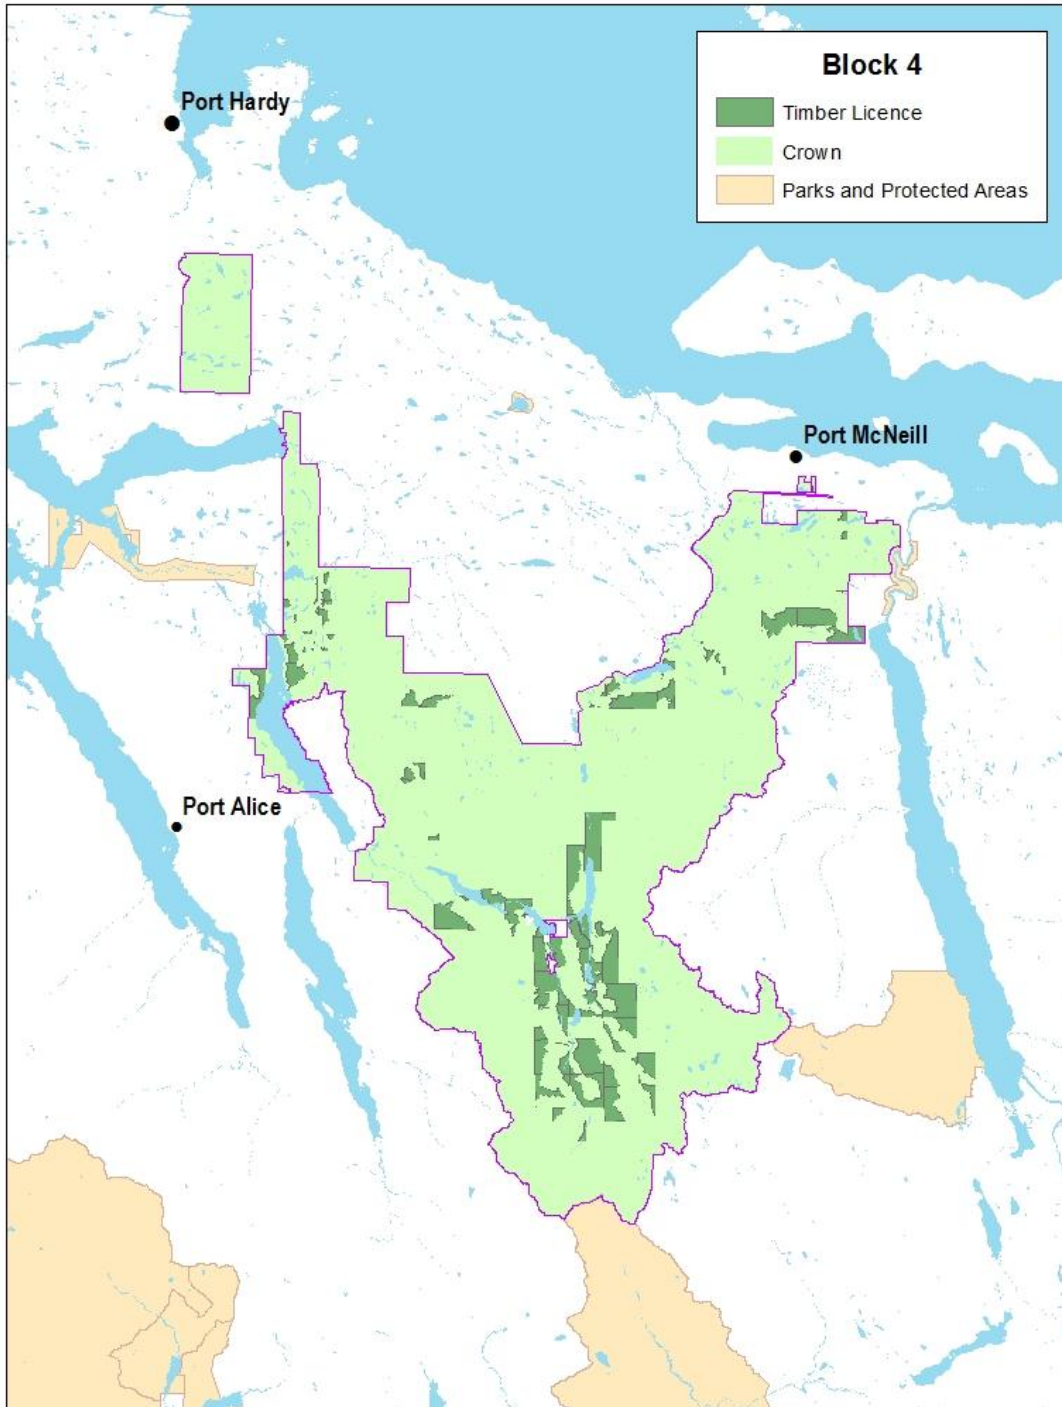 Block 4
Timber Licence
Crown
Parks and Protected Areas
Port Hardy
Port McNeill
Port Alice